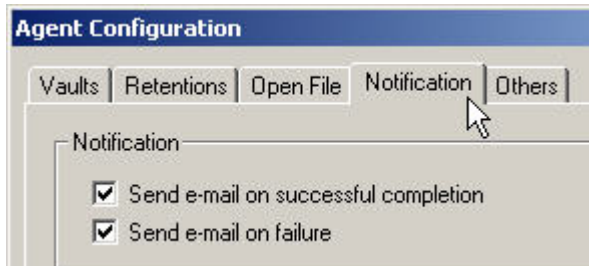 Agent Configuration
Vaults Retentions Open File Notification Others
Notification
Send e-mail on successful completion
Send e-mail on failure